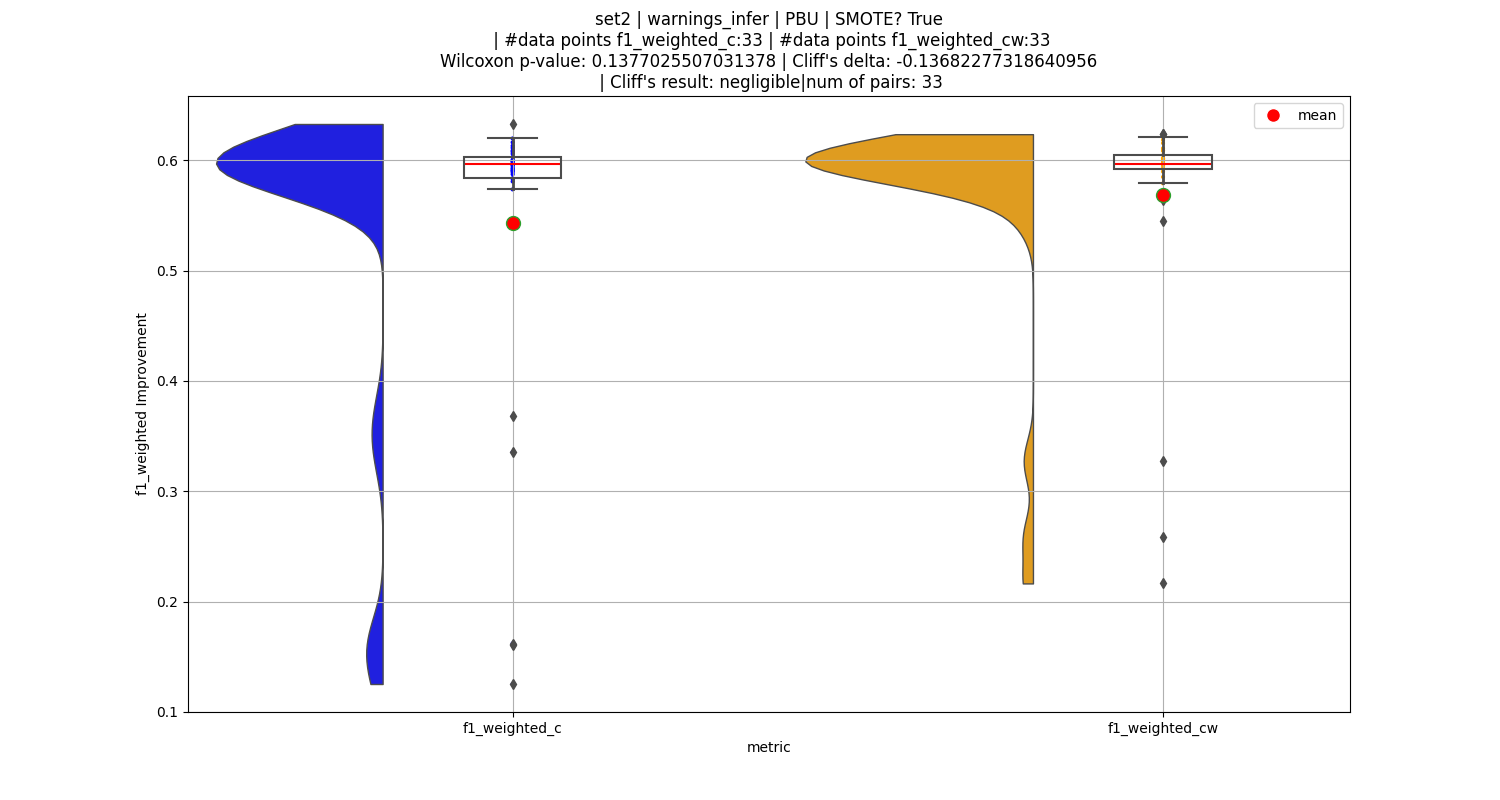 set2 | warnings_infer | PBU | SMOTE? True
| #data points f1_weighted_c:33 | #data points f1_weighted_cw:33
Wilcoxon p-value: 0.1377025507031378 | Cliff's delta: -0.13682277318640956
| Cliff's result: negligible|num of pairs: 33
mean
0.6
0.5
0.4
0.3
0.2
0.1
f1_weighted Improvement
f1_weighted_c
f1_weighted_cw
metric